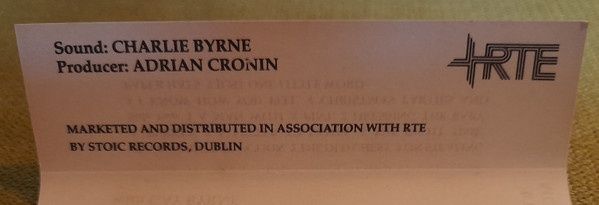 Sound: CHARLIE BYRNE
Producer: ADRIAN CRONIN
RTE
MARKETED AND DISTRIBUTED IN ASSOCIATION WITH RTE
BY STOIC RECORDS, DUBLIN